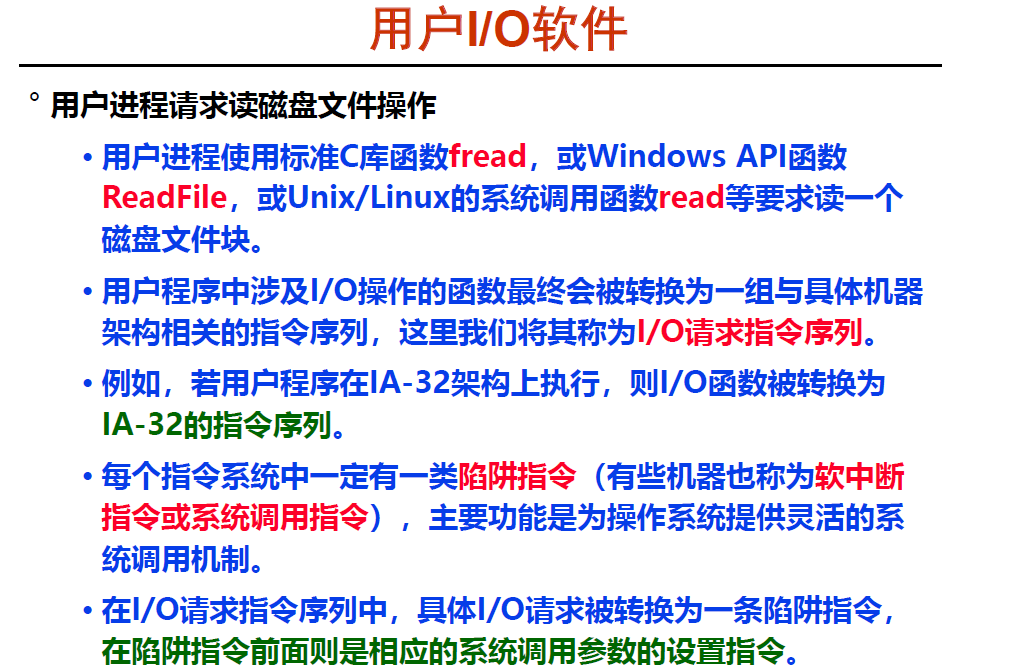 用户I/O软件
° 用户进程请求读磁盘文件操作
• 用户进程使用标准C库函数fread，或Windows API函数
ReadFile，或Unix/Linux的系统调用函数read等要求读一个
磁盘文件块。
• 用户程序中涉及I/O操作的函数最终会被转换为一组与具体机器
架构相关的指令序列，这里我们将其称为I/O请求指令序列。
• 例如，若用户程序在IA-32架构上执行，则I/O函数被转换为
IA-32的指令序列。
• 每个指令系统中一定有一类陷阱指令（有些机器也称为软中断
指令或系统调用指令），主要功能是为操作系统提供灵活的系
统调用机制。
• 在I/O请求指令序列中，具体I/O请求被转换为一条陷阱指令，
在陷阱指令前面则是相应的系统调用参数的设置指令。